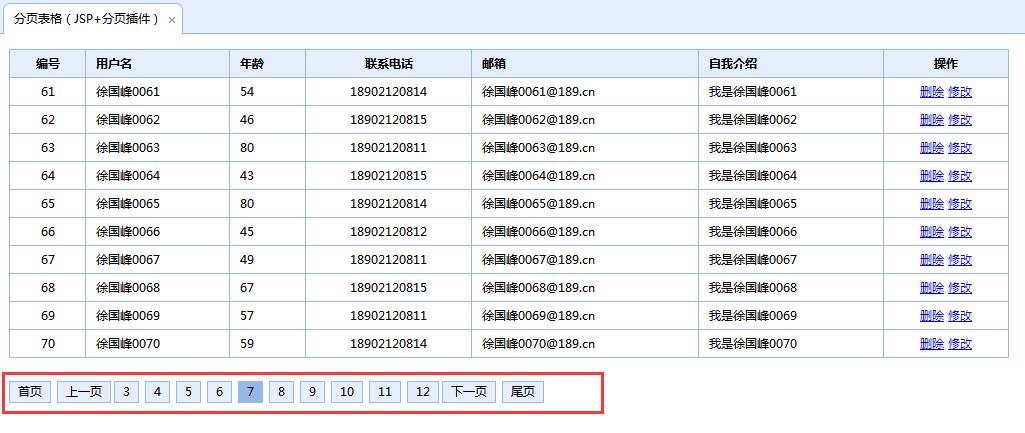 分页表格（JSP+分页插件） ×
编号 用户名 年龄 联系电话 邮箱 自我介绍 操作
61 徐国峰0061 54 18902120814 徐国峰0061@189.cn 我是徐国峰0061 删除 修改
62 徐国峰0062 46 18902120815 徐国峰0062@189.cn 我是徐国峰0062 删除 修改
63 徐国峰0063 80 18902120811 徐国峰0063@189.cn 我是徐国峰0063 删除 修改
64 徐国峰0064 43 18902120815 徐国峰0064@189.cn 我是徐国峰0064 删除 修改
65 徐国峰0065 80 18902120814 徐国峰0065@189.cn 我是徐国峰0065 删除 修改
66 徐国峰0066 45 18902120812 徐国峰0066@189.cn 我是徐国峰0066 删除 修改
67 徐国峰0067 49 18902120811 徐国峰0067@189.cn 我是徐国峰0067 删除 修改
68 徐国峰0068 67 18902120815 徐国峰0068@189.cn 我是徐国峰0068 删除 修改
69 徐国峰0069 57 18902120811 徐国峰0069@189.cn 我是徐国峰0069 删除 修改
70 徐国峰0070 59 18902120814 徐国峰0070@189.cn 我是徐国峰0070 删除 修改
首页 上一页 3 4 5 6 7 8 9 10 11 12 下一页 尾页